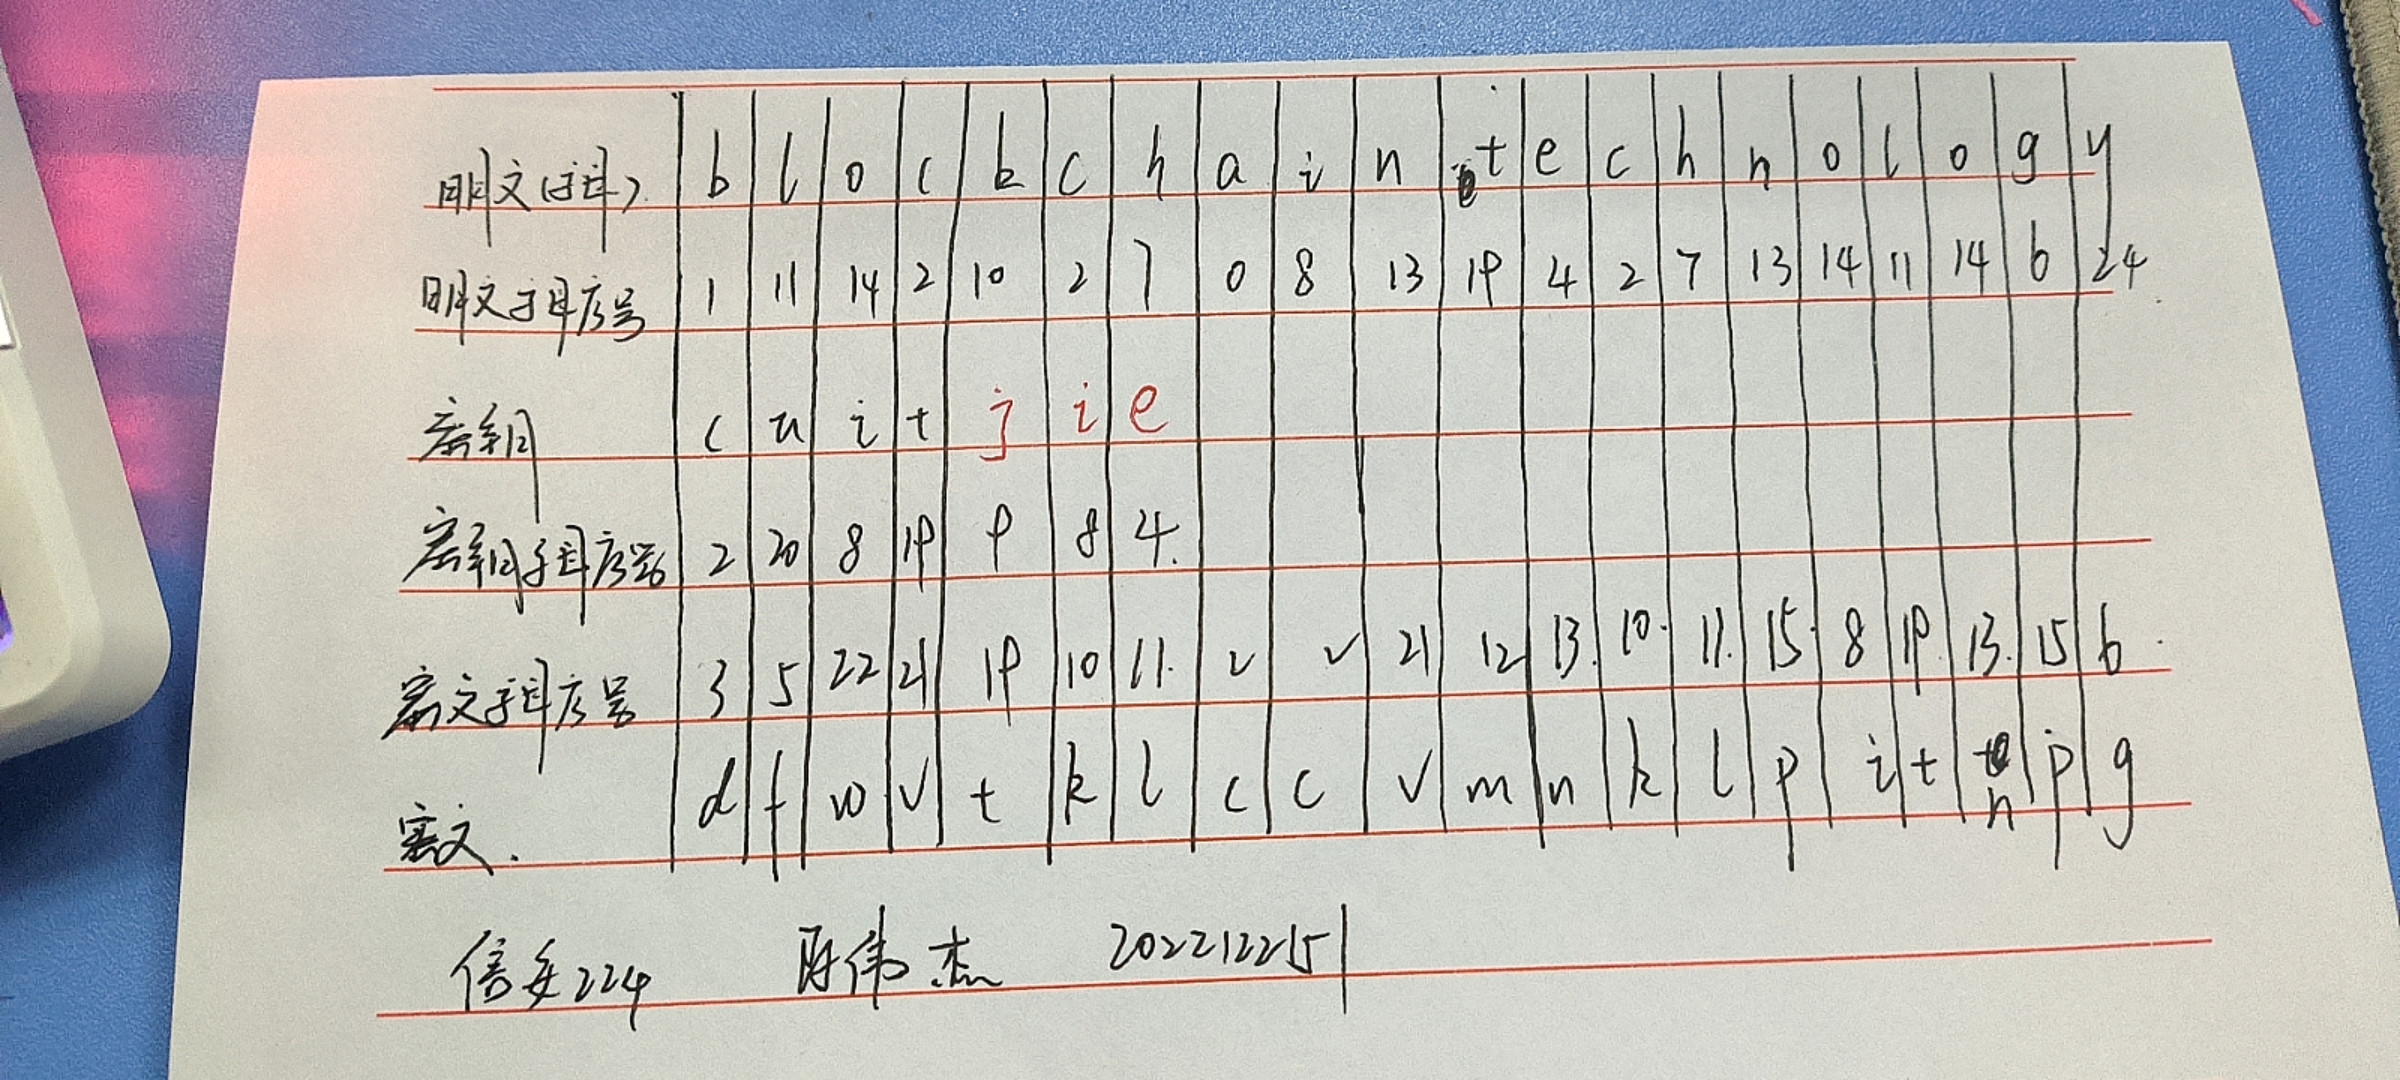 明文(字母) b l o c k c h a i n t e c h n o l o g y
明文字母序号 1 11 14 2 10 2 7 0 8 13 19 4 2 7 13 14 11 14 6 24
密钥 c u i t j i e
密钥字母序号 2 20 8 19 9 8 4.
密文字母序号 3 5 22 21 19 10 11. 2 2 21 12 13. 10. 11. 15. 8 19. 13. 15 6.
密文. d f w v t k l c c v m n k l p i t n p g
信安224 伟杰 2022122151